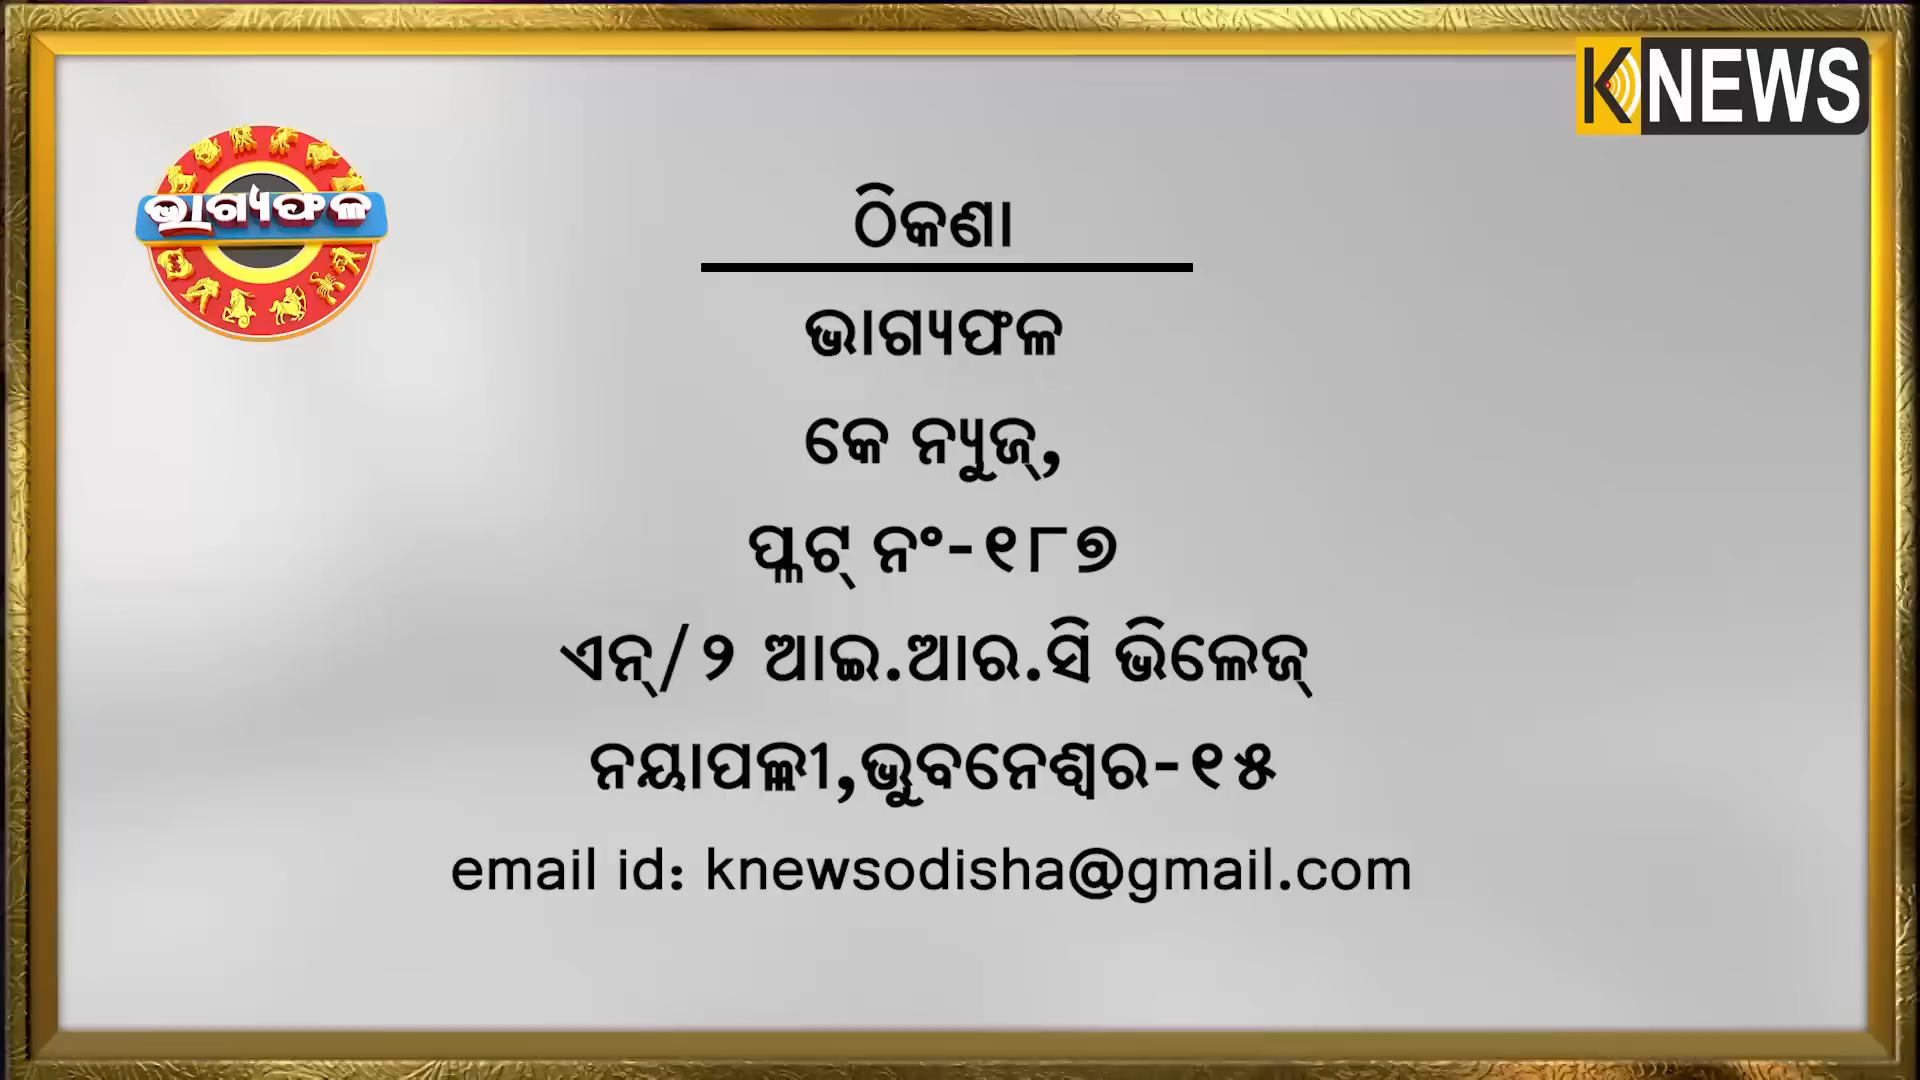 KNEWS
ଭାଗ୍ୟଫଳ
ଠିକଣା
ଭାଗ୍ୟଫଳ
କେ ନ୍ୟୁଜ୍,
ପ୍ଲଟ୍ ନଂ-୧୮୭
ଏନ୍/୨ ଆଇ.ଆର.ସି ଭିଲେଜ୍
ନୟାପଲ୍ଲୀ,ଭୁବନେଶ୍ୱର-୧୫
email id: knewsodisha@gmail.com